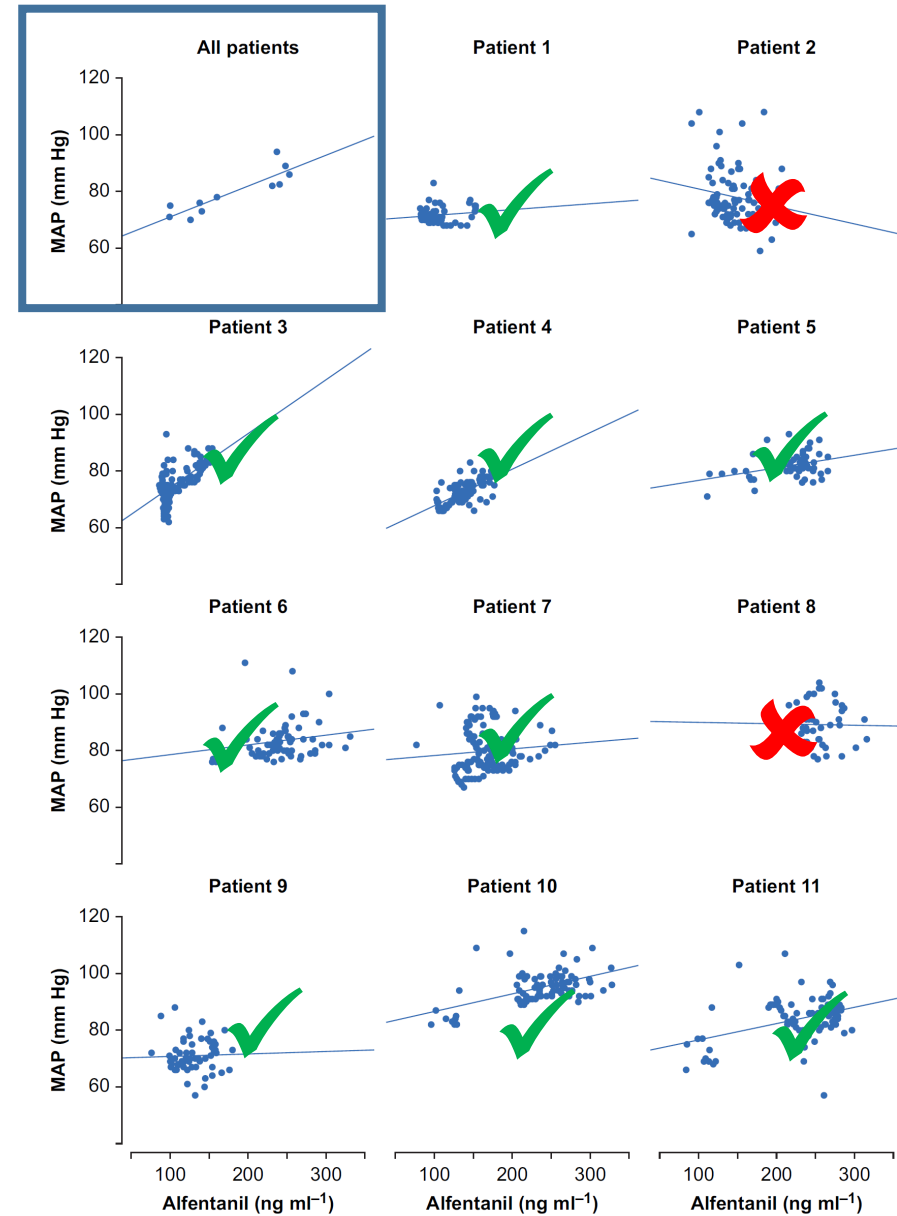 All patients Patient 1 Patient 2
MAP (mm Hg)
120
100
80
60
Patient 3 Patient 4 Patient 5
MAP (mm Hg)
120
100
80
60
Patient 6 Patient 7 Patient 8
MAP (mm Hg)
120
100
80
60
Patient 9 Patient 10 Patient 11
MAP (mm Hg)
120
100
80
60
100 200 300 100 200 300 100 200 300
Alfentanil (ng ml⁻¹) Alfentanil (ng ml⁻¹) Alfentanil (ng ml⁻¹)